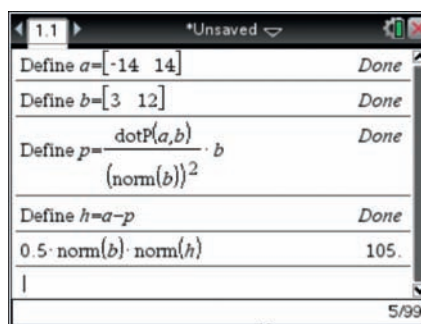 1.1 *Unsaved
Define a=[-14 14] Done
Define b=[3 12] Done
Define p=dotP(a,b)/(norm(b))²·b Done
Define h=a−p Done
0.5·norm(b)·norm(h) 105.
5/99